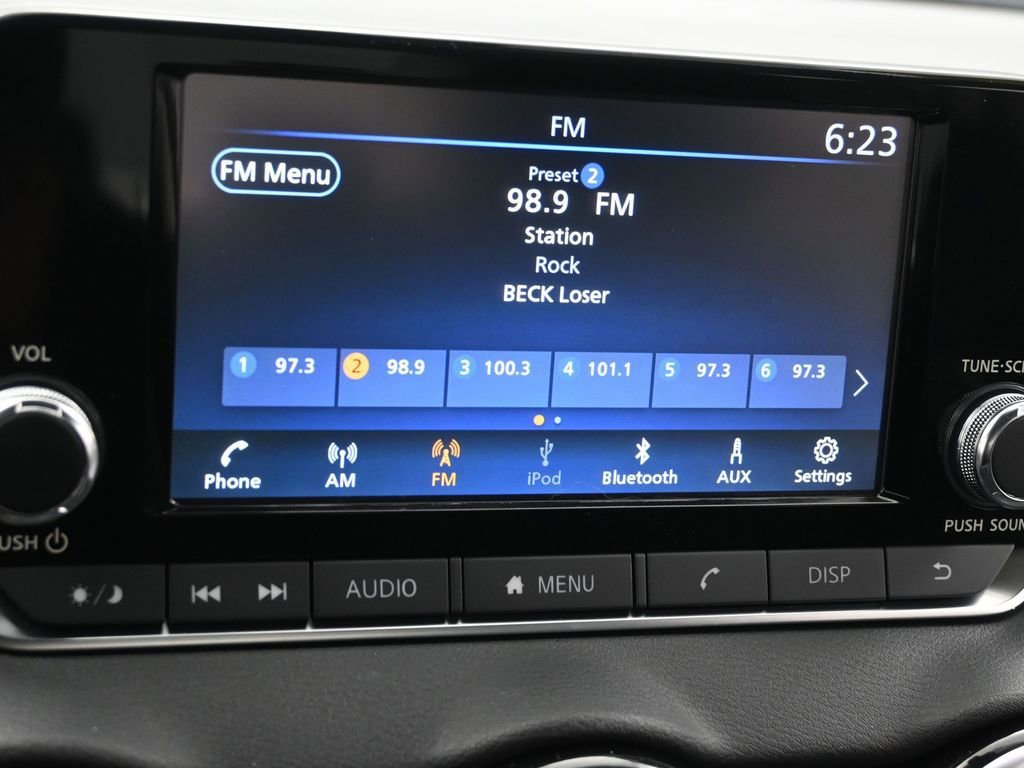 FM
6:23
FM Menu
Preset 2
98.9 FM
Station
Rock
BECK Loser
1 97.3 2 98.9 3 100.3 4 101.1 5 97.3 6 97.3
Phone AM FM iPod Bluetooth AUX Settings
VOL
USH
TUNE·SC
PUSH SOUN
AUDIO MENU DISP